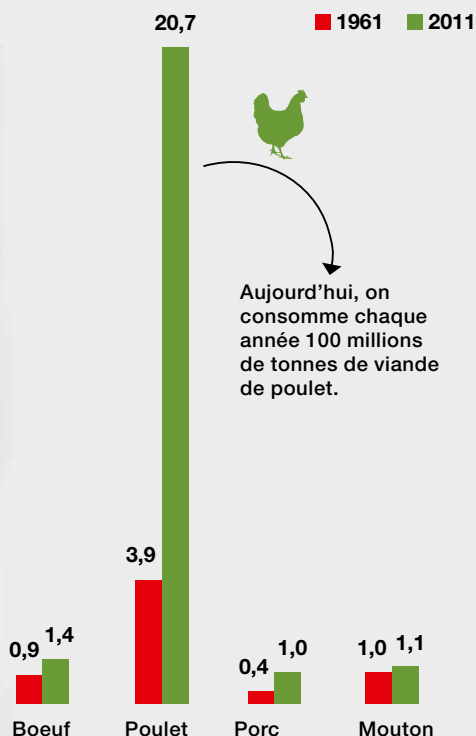 1961 2011
20,7
Aujourd'hui, on
consomme chaque
année 100 millions
de tonnes de viande
de poulet.
3,9
0,9 1,4 0,4 1,0 1,0 1,1
Boeuf Poulet Porc Mouton